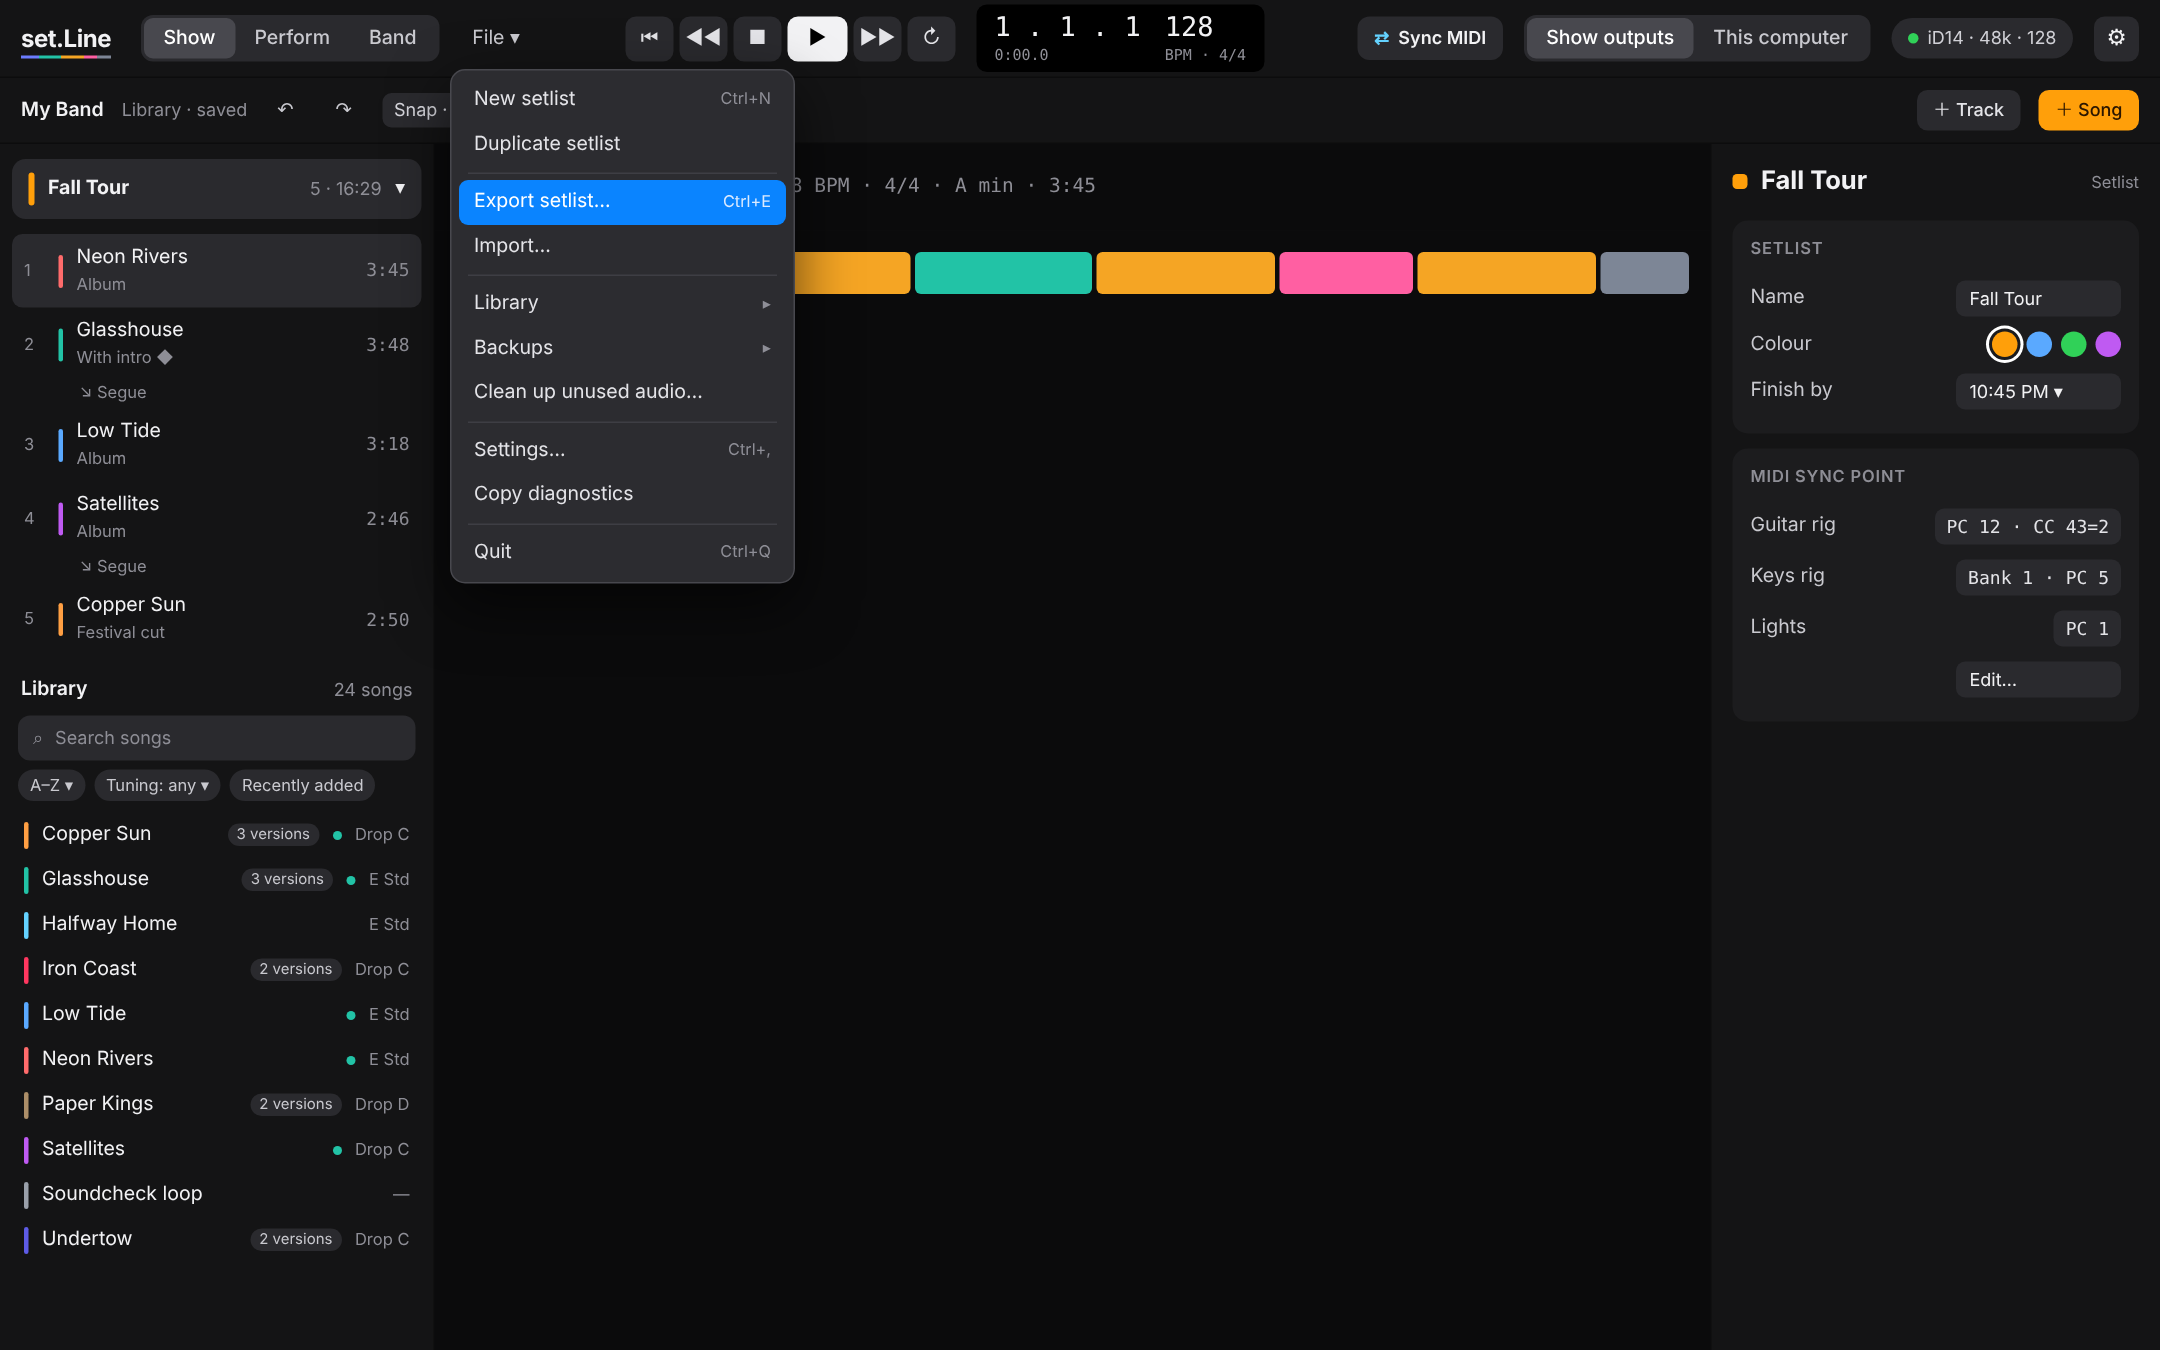 set.Line
Show
Perform
Band
File ▾
1 . 1 . 1
128
0:00.0
BPM · 4/4
⇄ Sync MIDI
Show outputs
This computer
iD14 · 48k · 128
My Band
Library · saved
Snap ·
+ Track
+ Song
Fall Tour
5 · 16:29 ▾
1
Neon Rivers
Album
3:45
2
Glasshouse
With intro ◆
3:48
↘ Segue
3
Low Tide
Album
3:18
4
Satellites
Album
2:46
↘ Segue
5
Copper Sun
Festival cut
2:50
Library
24 songs
Search songs
A–Z ▾
Tuning: any ▾
Recently added
Copper Sun
3 versions
Drop C
Glasshouse
3 versions
E Std
Halfway Home
E Std
Iron Coast
2 versions
Drop C
Low Tide
E Std
Neon Rivers
E Std
Paper Kings
2 versions
Drop D
Satellites
Drop C
Soundcheck loop
—
Undertow
2 versions
Drop C
New setlist
Ctrl+N
Duplicate setlist
Export setlist...
Ctrl+E
Import...
Library ▸
Backups ▸
Clean up unused audio...
Settings...
Ctrl+,
Copy diagnostics
Quit
Ctrl+Q
BPM · 4/4 · A min · 3:45
Fall Tour
Setlist
SETLIST
Name
Fall Tour
Colour
Finish by
10:45 PM ▾
MIDI SYNC POINT
Guitar rig
PC 12 · CC 43=2
Keys rig
Bank 1 · PC 5
Lights
PC 1
Edit...